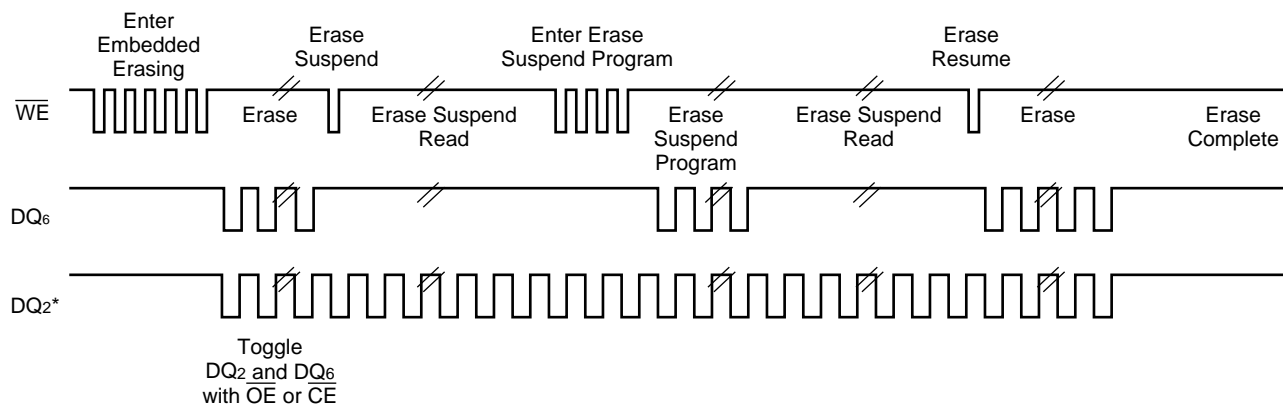 Enter
Embedded
Erasing
Erase
Suspend
Enter Erase
Suspend Program
Erase
Resume
WE
Erase
Erase Suspend
Read
Erase
Suspend
Program
Erase Suspend
Read
Erase
Erase
Complete
DQ6
DQ2*
Toggle
DQ2 and DQ6
with OE or CE